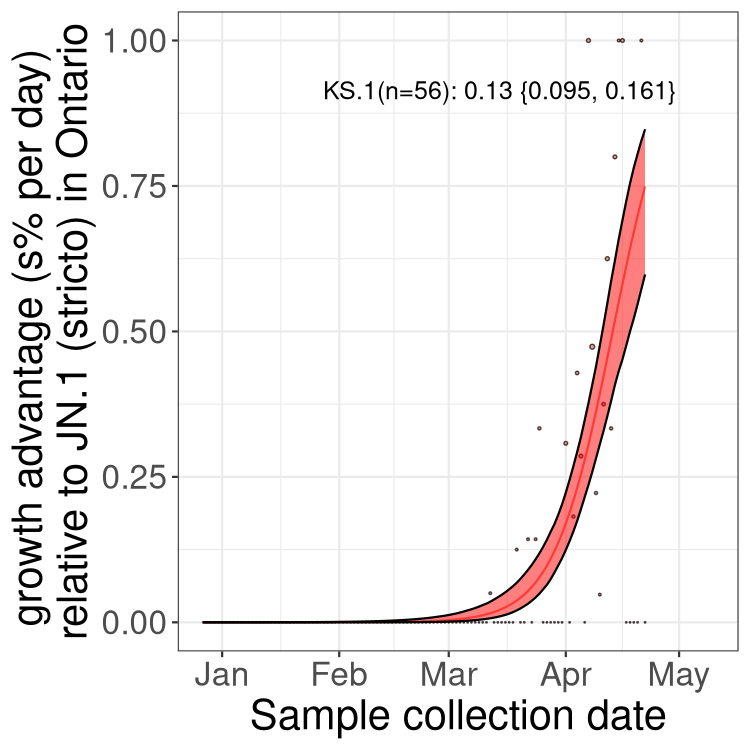 growth advantage (s% per day)
relative to JN.1 (stricto) in Ontario
1.00
0.75
0.50
0.25
0.00
KS.1(n=56): 0.13 {0.095, 0.161}
Jan Feb Mar Apr May
Sample collection date